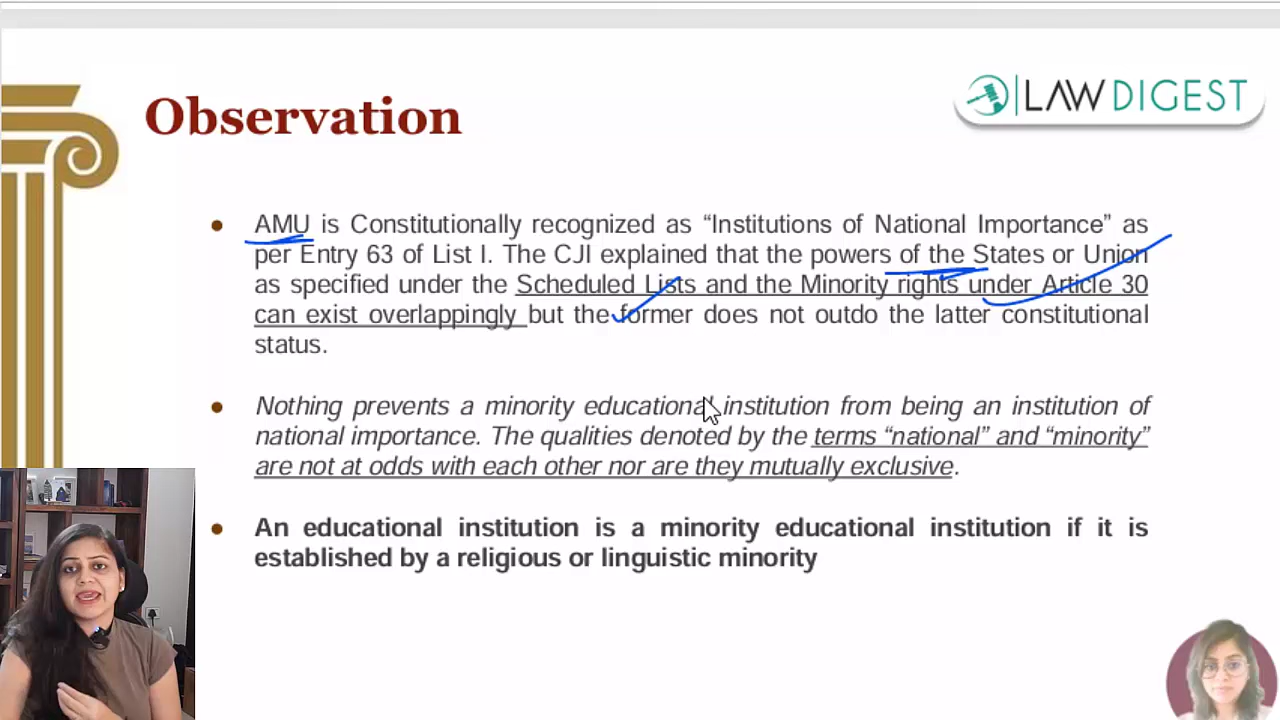 Observation
LAW DIGEST
● AMU is Constitutionally recognized as “Institutions of National Importance” as
per Entry 63 of List I. The CJI explained that the powers of the States or Union
as specified under the Scheduled Lists and the Minority rights under Article 30
can exist overlappingly but the former does not outdo the latter constitutional
status.
● Nothing prevents a minority educational institution from being an institution of
national importance. The qualities denoted by the terms “national” and “minority”
are not at odds with each other nor are they mutually exclusive.
● An educational institution is a minority educational institution if it is
established by a religious or linguistic minority